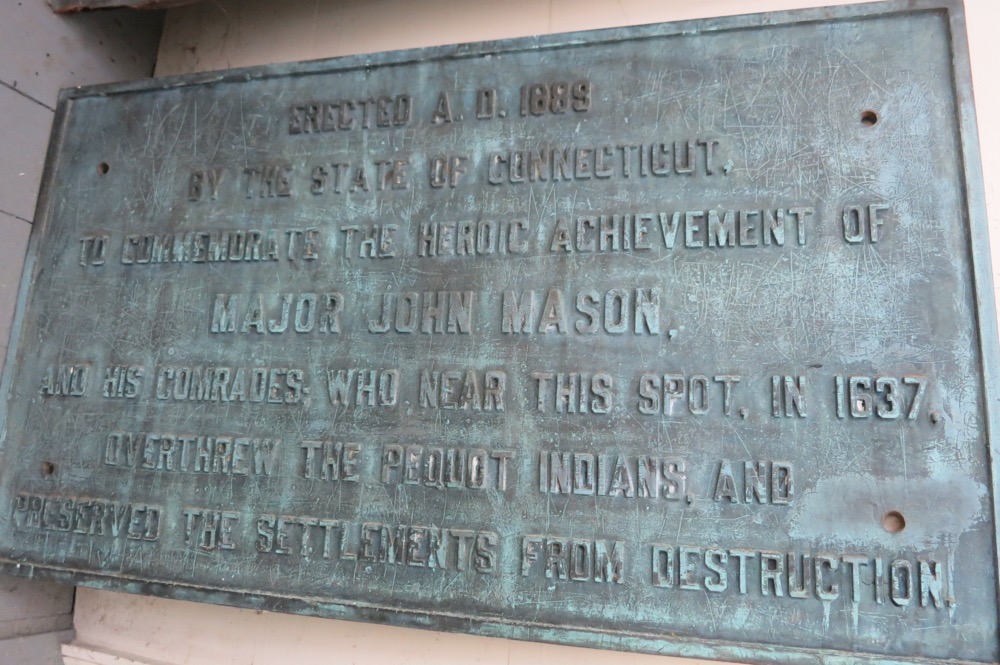 ERECTED A. D. 1889
BY THE STATE OF CONNECTICUT,
TO COMMEMORATE THE HEROIC ACHIEVEMENT OF
MAJOR JOHN MASON,
AND HIS COMRADES, WHO NEAR THIS SPOT, IN 1637,
OVERTHREW THE PEQUOT INDIANS, AND
PRESERVED THE SETTLEMENTS FROM DESTRUCTION.